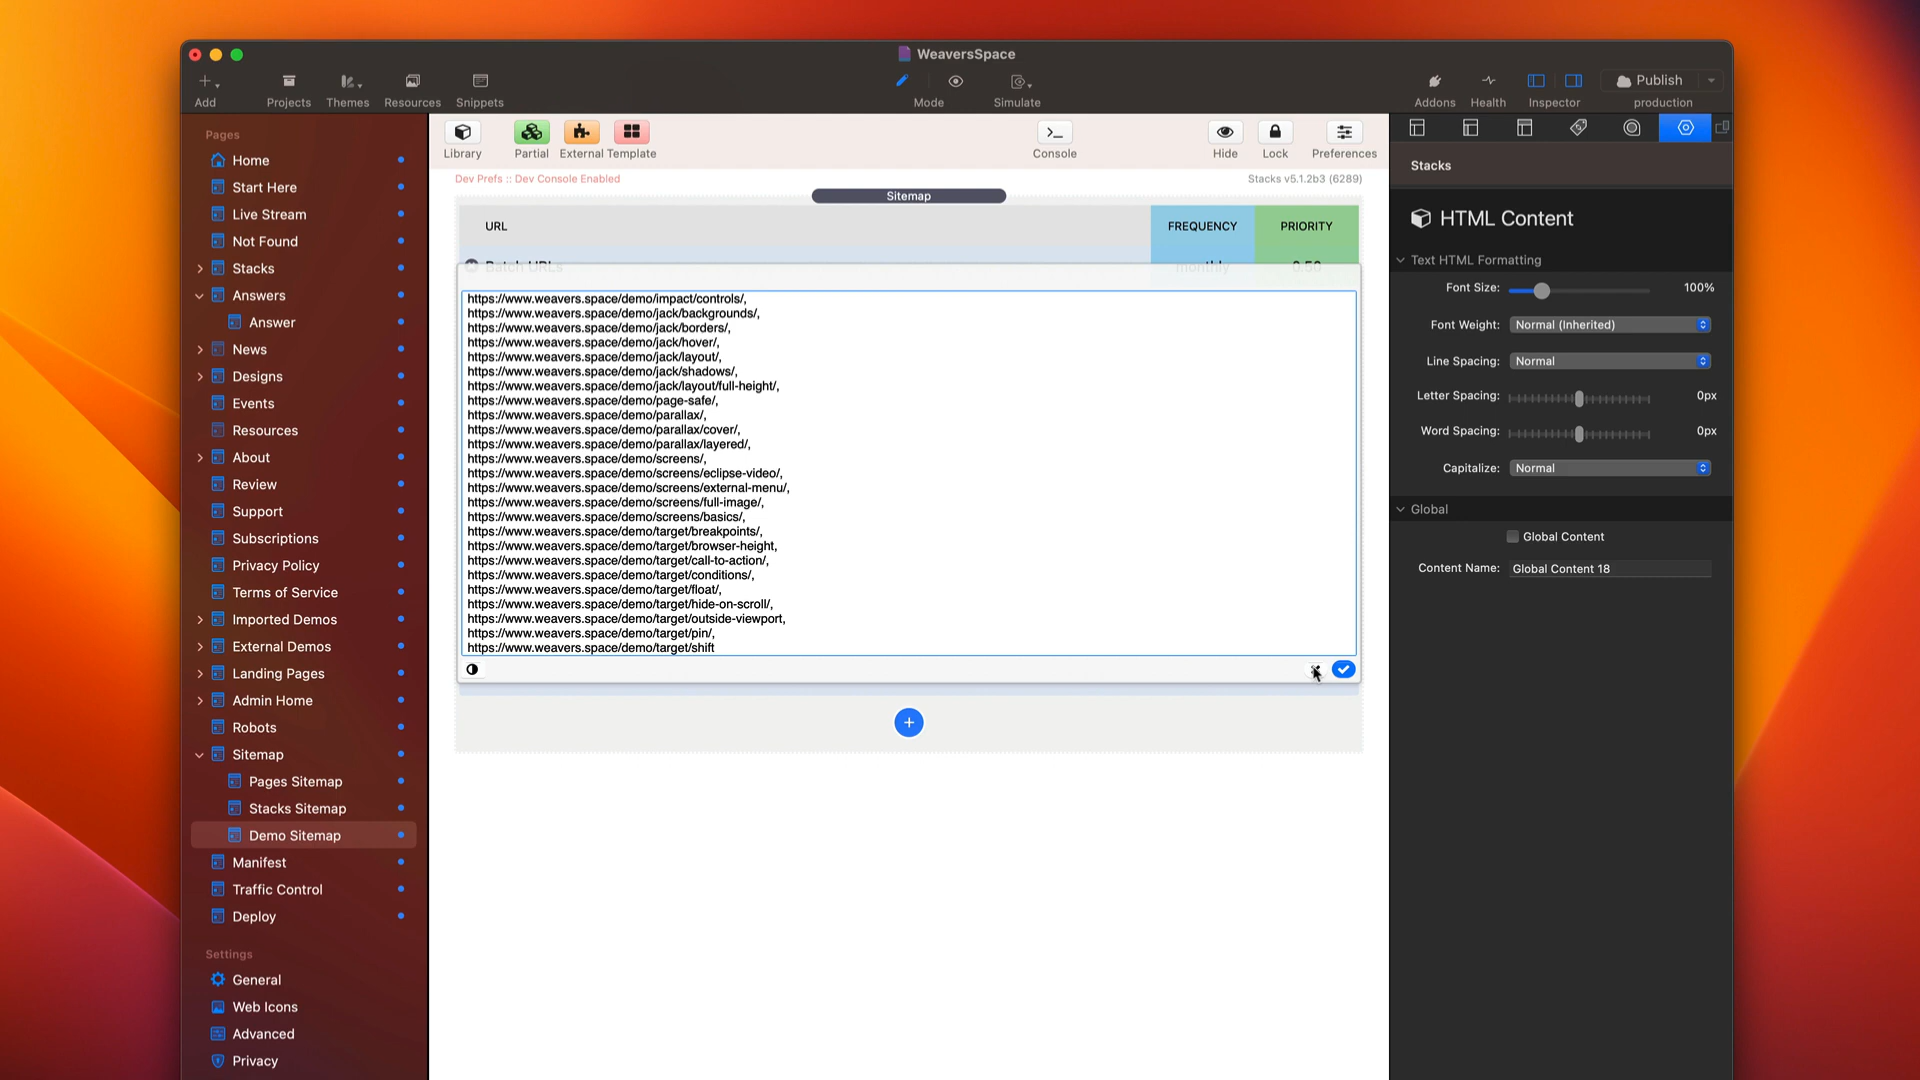 WeaversSpace
Add
Projects
Themes
Resources
Snippets
Mode
Simulate
Addons
Health
Inspector
Publish
production
Pages
Home
Start Here
Live Stream
Not Found
Stacks
Answers
Answer
News
Designs
Events
Resources
About
Review
Support
Subscriptions
Privacy Policy
Terms of Service
Imported Demos
External Demos
Landing Pages
Admin Home
Robots
Sitemap
Pages Sitemap
Stacks Sitemap
Demo Sitemap
Manifest
Traffic Control
Deploy
Settings
General
Web Icons
Advanced
Privacy
Library
Partial
External
Template
Console
Hide
Lock
Preferences
Dev Prefs :: Dev Console Enabled
Stacks v5.1.2b3 (6289)
Sitemap
URL
FREQUENCY
PRIORITY
Batch URLs
monthly
0.50
https://www.weavers.space/demo/impact/controls/,
https://www.weavers.space/demo/jack/backgrounds/,
https://www.weavers.space/demo/jack/borders/,
https://www.weavers.space/demo/jack/hover/,
https://www.weavers.space/demo/jack/layout/,
https://www.weavers.space/demo/jack/shadows/,
https://www.weavers.space/demo/jack/layout/full-height/,
https://www.weavers.space/demo/page-safe/,
https://www.weavers.space/demo/parallax/,
https://www.weavers.space/demo/parallax/cover/,
https://www.weavers.space/demo/parallax/layered/,
https://www.weavers.space/demo/screens/,
https://www.weavers.space/demo/screens/eclipse-video/,
https://www.weavers.space/demo/screens/external-menu/,
https://www.weavers.space/demo/screens/full-image/,
https://www.weavers.space/demo/screens/basics/,
https://www.weavers.space/demo/target/breakpoints/,
https://www.weavers.space/demo/target/browser-height,
https://www.weavers.space/demo/target/call-to-action/,
https://www.weavers.space/demo/target/conditions/,
https://www.weavers.space/demo/target/float/,
https://www.weavers.space/demo/target/hide-on-scroll/,
https://www.weavers.space/demo/target/outside-viewport,
https://www.weavers.space/demo/target/pin/,
https://www.weavers.space/demo/target/shift
Stacks
HTML Content
Text HTML Formatting
Font Size: 100%
Font Weight: Normal (Inherited)
Line Spacing: Normal
Letter Spacing: 0px
Word Spacing: 0px
Capitalize: Normal
Global
Global Content
Content Name: Global Content 18